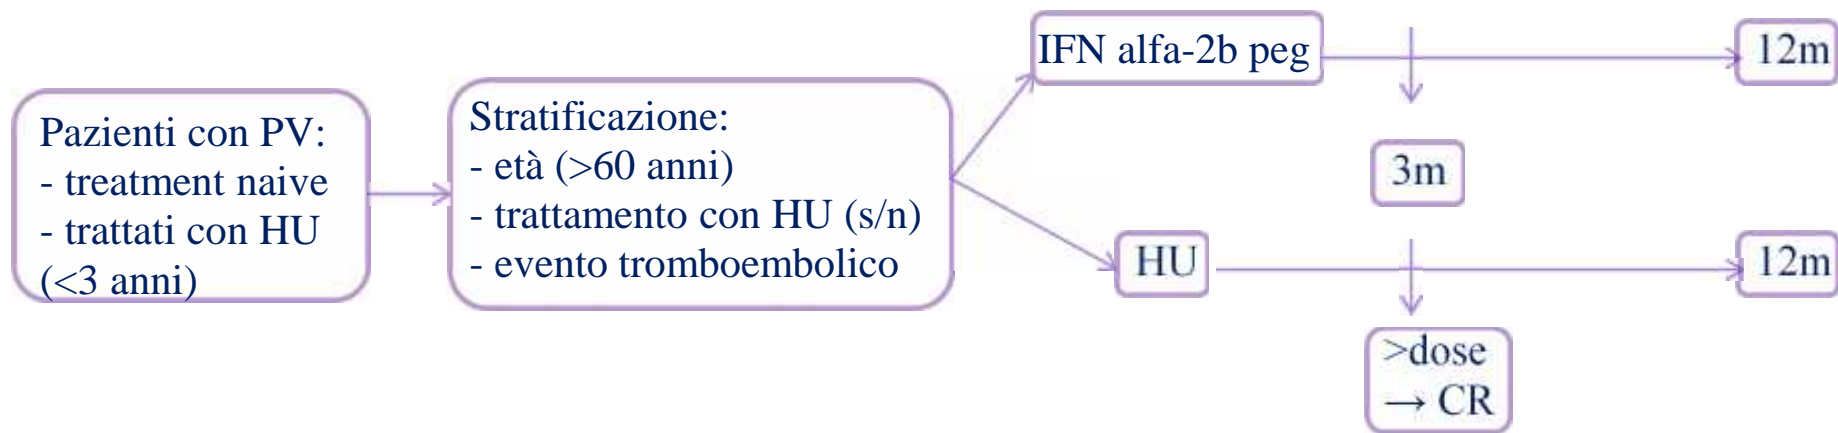 Pazienti con PV:
- treatment naive
- trattati con HU
(<3 anni)
Stratificazione:
- età (>60 anni)
- trattamento con HU (s/n)
- evento tromboembolico
IFN alfa-2b peg
12m
3m
HU
12m
>dose
→ CR